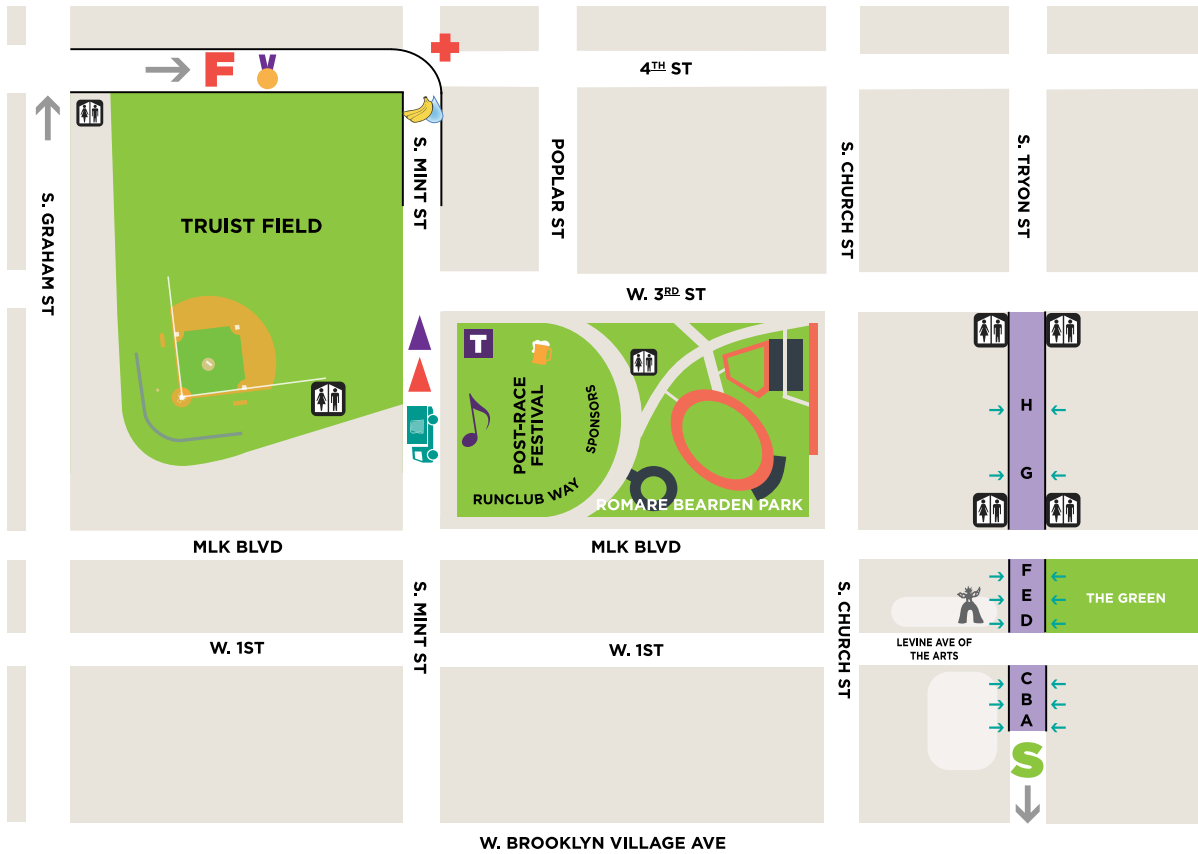 F
4TH ST
S. MINT ST
POPLAR ST
S. CHURCH ST
S. TRYON ST
S. GRAHAM ST
TRUIST FIELD
W. 3RD ST
T
POST-RACE
FESTIVAL
SPONSORS
RUNCLUB WAY
ROMARE BEARDEN PARK
H
G
MLK BLVD
MLK BLVD
F
E
D
THE GREEN
S. MINT ST
S. CHURCH ST
W. 1ST
W. 1ST
LEVINE AVE OF
THE ARTS
C
B
A
S
W. BROOKLYN VILLAGE AVE